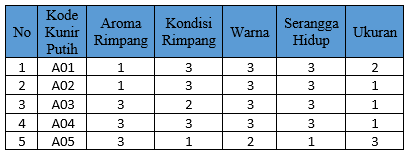 No Kode Kunir Putih Aroma Rimpang Kondisi Rimpang Warna Serangga Hidup Ukuran
1 A01 1 3 3 3 2
2 A02 1 3 3 3 1
3 A03 3 2 3 3 1
4 A04 3 3 3 3 1
5 A05 3 1 2 1 3